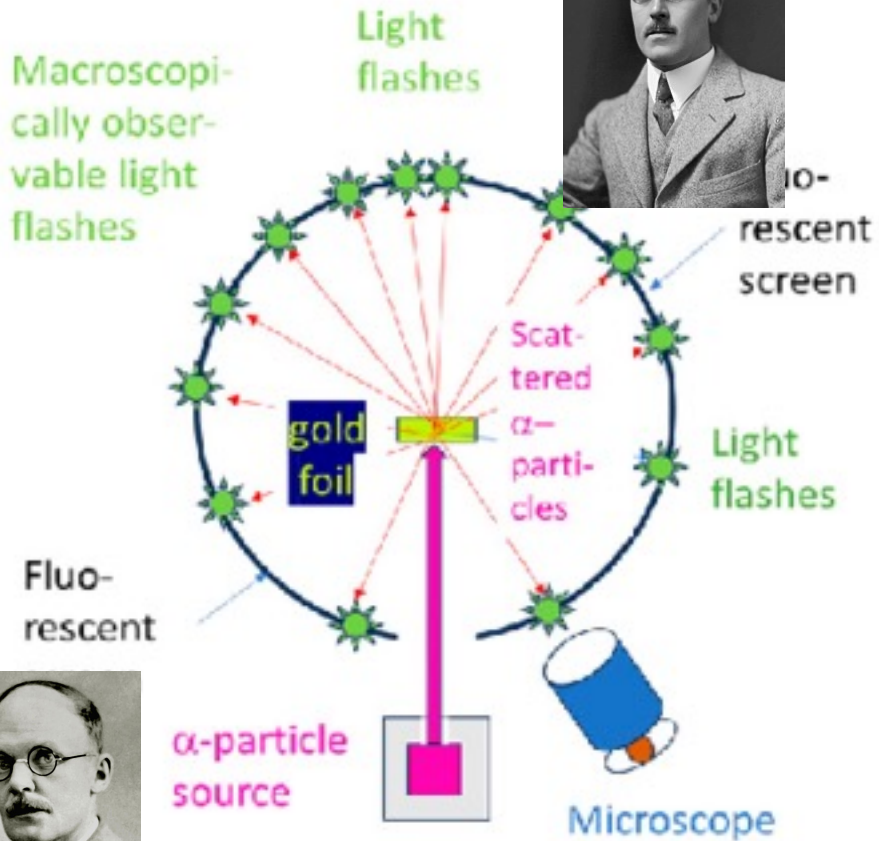 Light
flashes
Macroscopi-
cally obser-
vable light
flashes
rescent
screen
Scat-
tered
α–
parti-
cles
gold
foil
Light
flashes
Fluo-
rescent
α-particle
source
Microscope